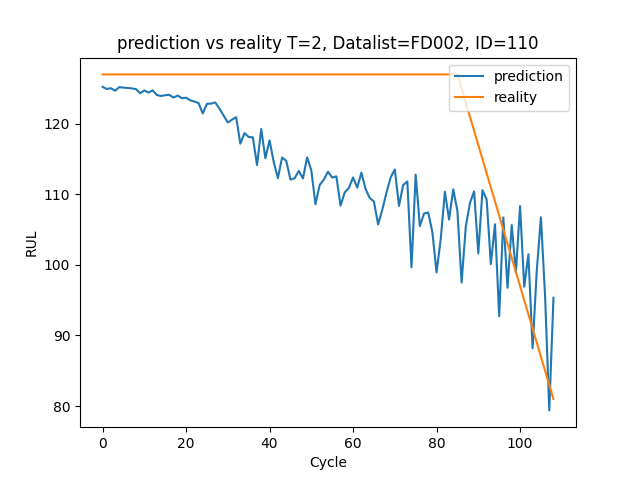 prediction vs reality T=2, Datalist=FD002, ID=110
prediction
reality
120
110
100
90
80
RUL
0 20 40 60 80 100
Cycle